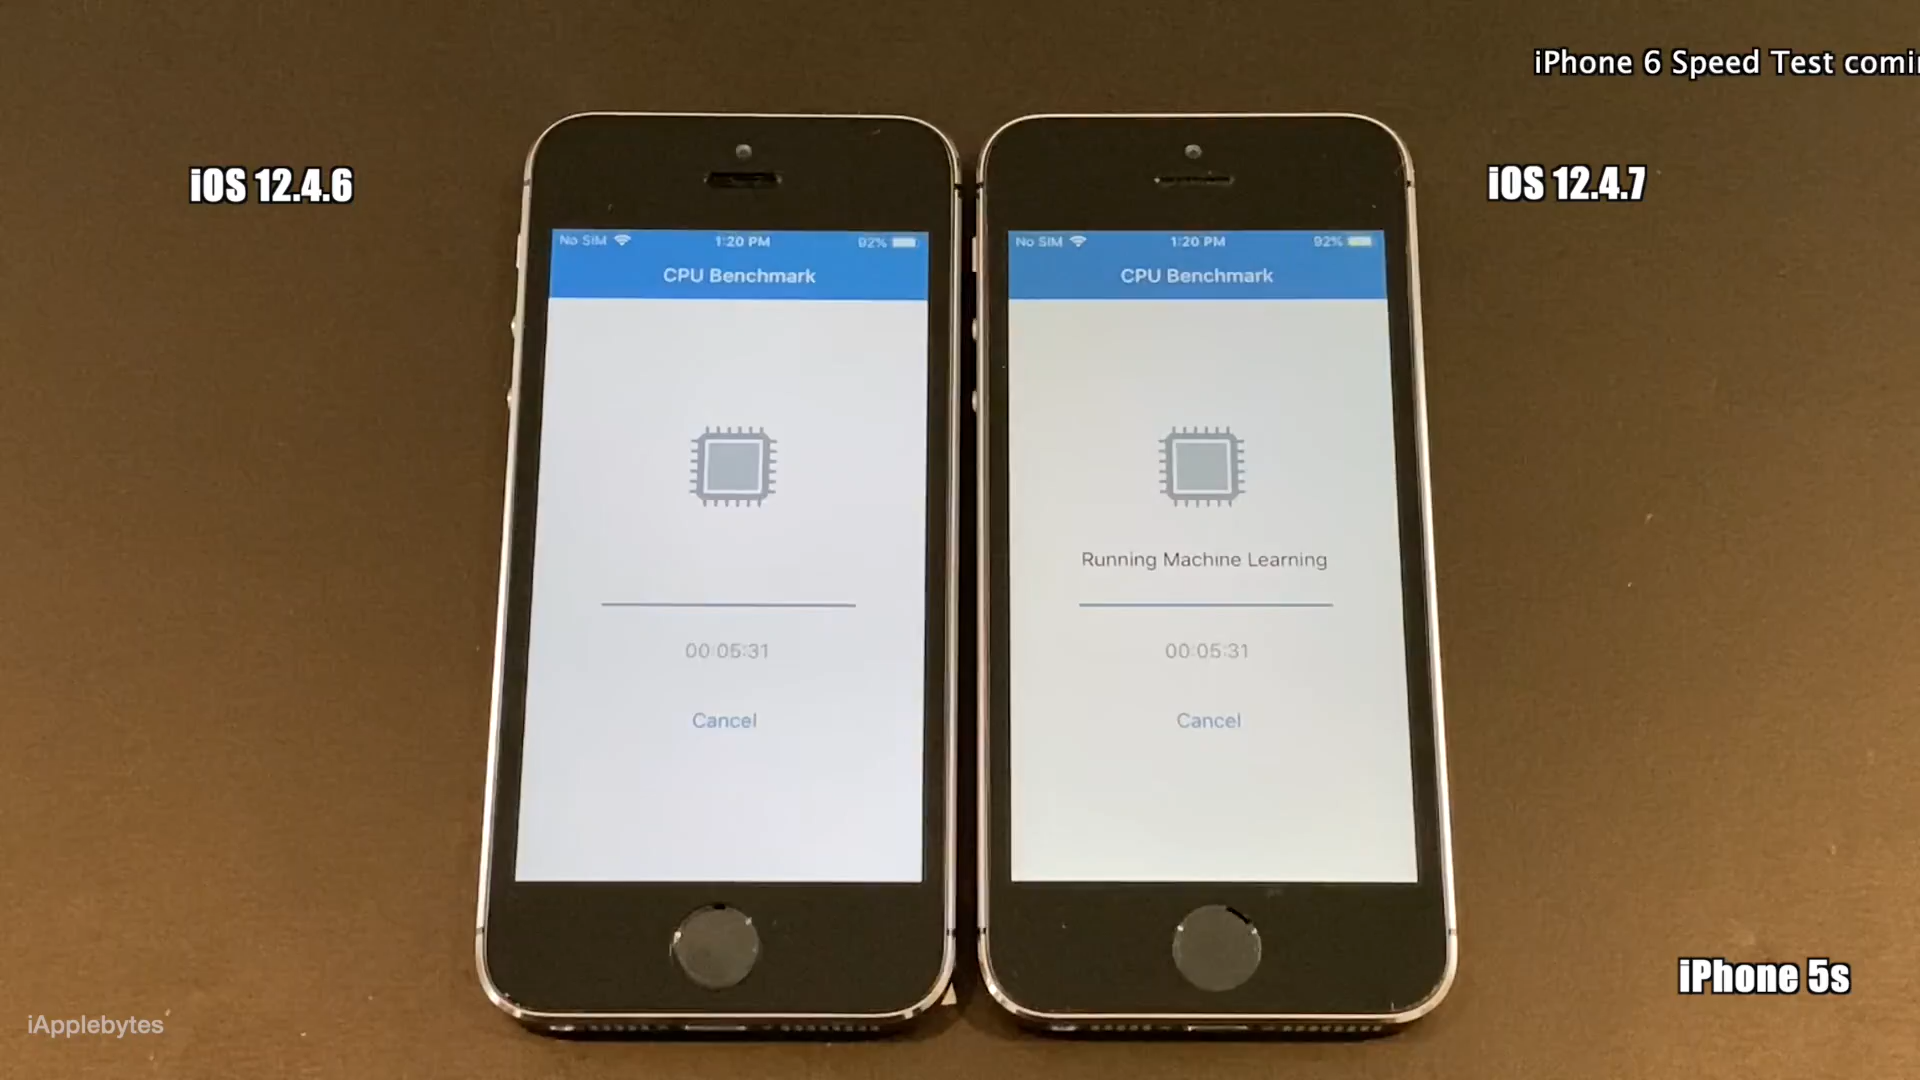 iPhone 6 Speed Test comi
iOS 12.4.6
iOS 12.4.7
No SIM 1:20 PM 92%
CPU Benchmark
00:05:31
Cancel
No SIM 1:20 PM 92%
CPU Benchmark
Running Machine Learning
00:05:31
Cancel
iPhone 5s
iApplebytes